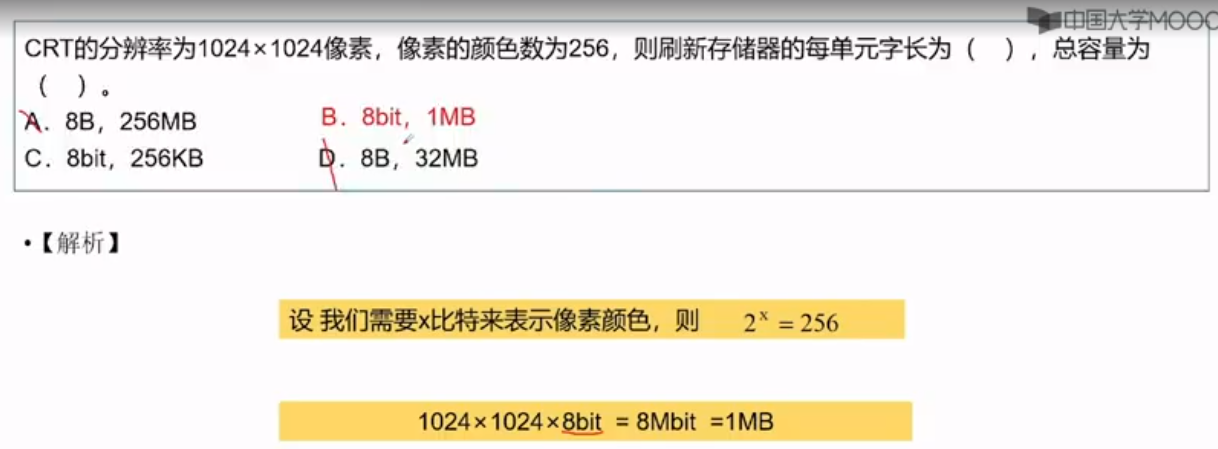 中国大学MOOC
CRT的分辨率为1024×1024像素，像素的颜色数为256，则刷新存储器的每单元字长为（　），总容量为
（　）。
A．8B，256MB　B．8bit，1MB
C．8bit，256KB　D．8B，32MB
•【解析】
设 我们需要x比特来表示像素颜色，则　2ˣ = 256
1024×1024×8bit = 8Mbit =1MB